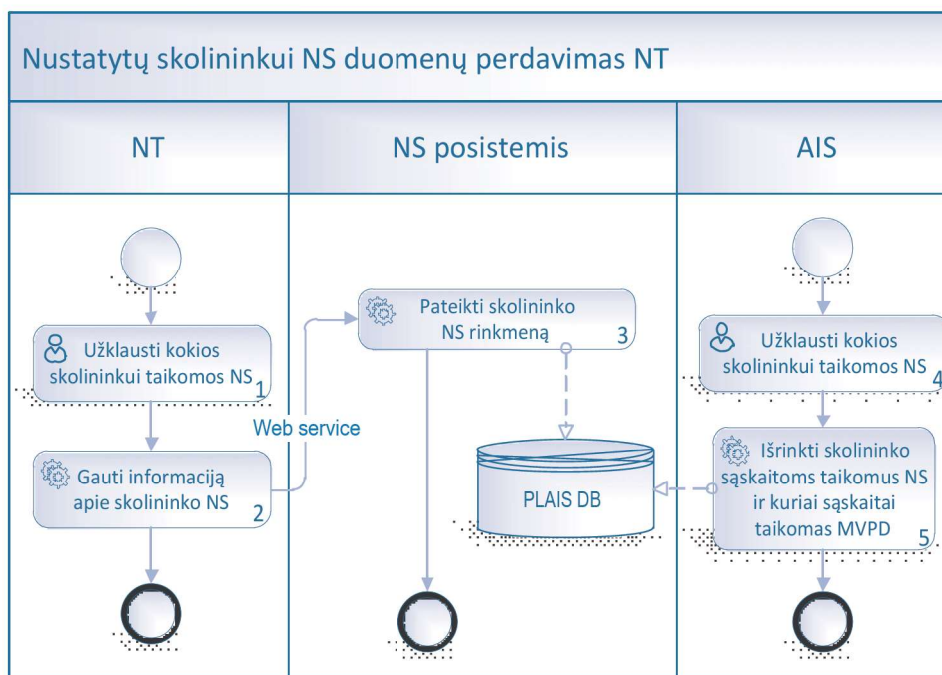 Nustatytų skolininkui NS duomenų perdavimas NT
NT
NS posistemis
AIS
Užklausti kokios
skolininkui taikomos NS
1
Gauti informaciją
apie skolininko NS
2
Web service
Pateikti skolininko
NS rinkmeną
3
PLAIS DB
Užklausti kokios
skolininkui taikomos NS
4
Išrinkti skolininko
sąskaitoms taikomus NS
ir kuriai sąskaitai
taikomas MVPD
5